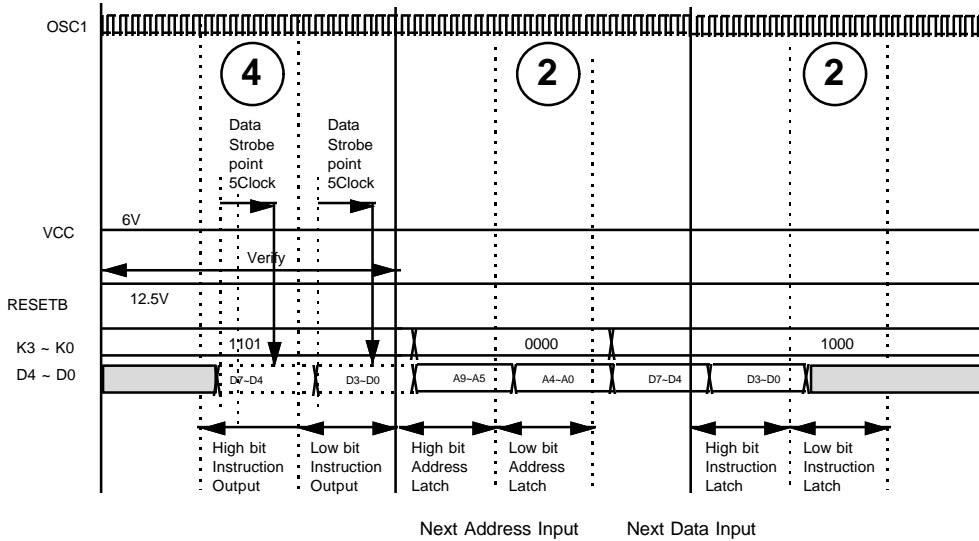 OSC1
4
2
2
Data
Strobe
point
5Clock
Data
Strobe
point
5Clock
VCC
6V
Verify
RESETB
12.5V
K3 ~ K0
1101
0000
1000
D4 ~ D0
D7~D4
D3~D0
A9~A5
A4~A0
D7~D4
D3~D0
High bit
Instruction
Output
Low bit
Instruction
Output
High bit
Address
Latch
Low bit
Address
Latch
High bit
Instruction
Latch
Low bit
Instruction
Latch
Next Address Input
Next Data Input